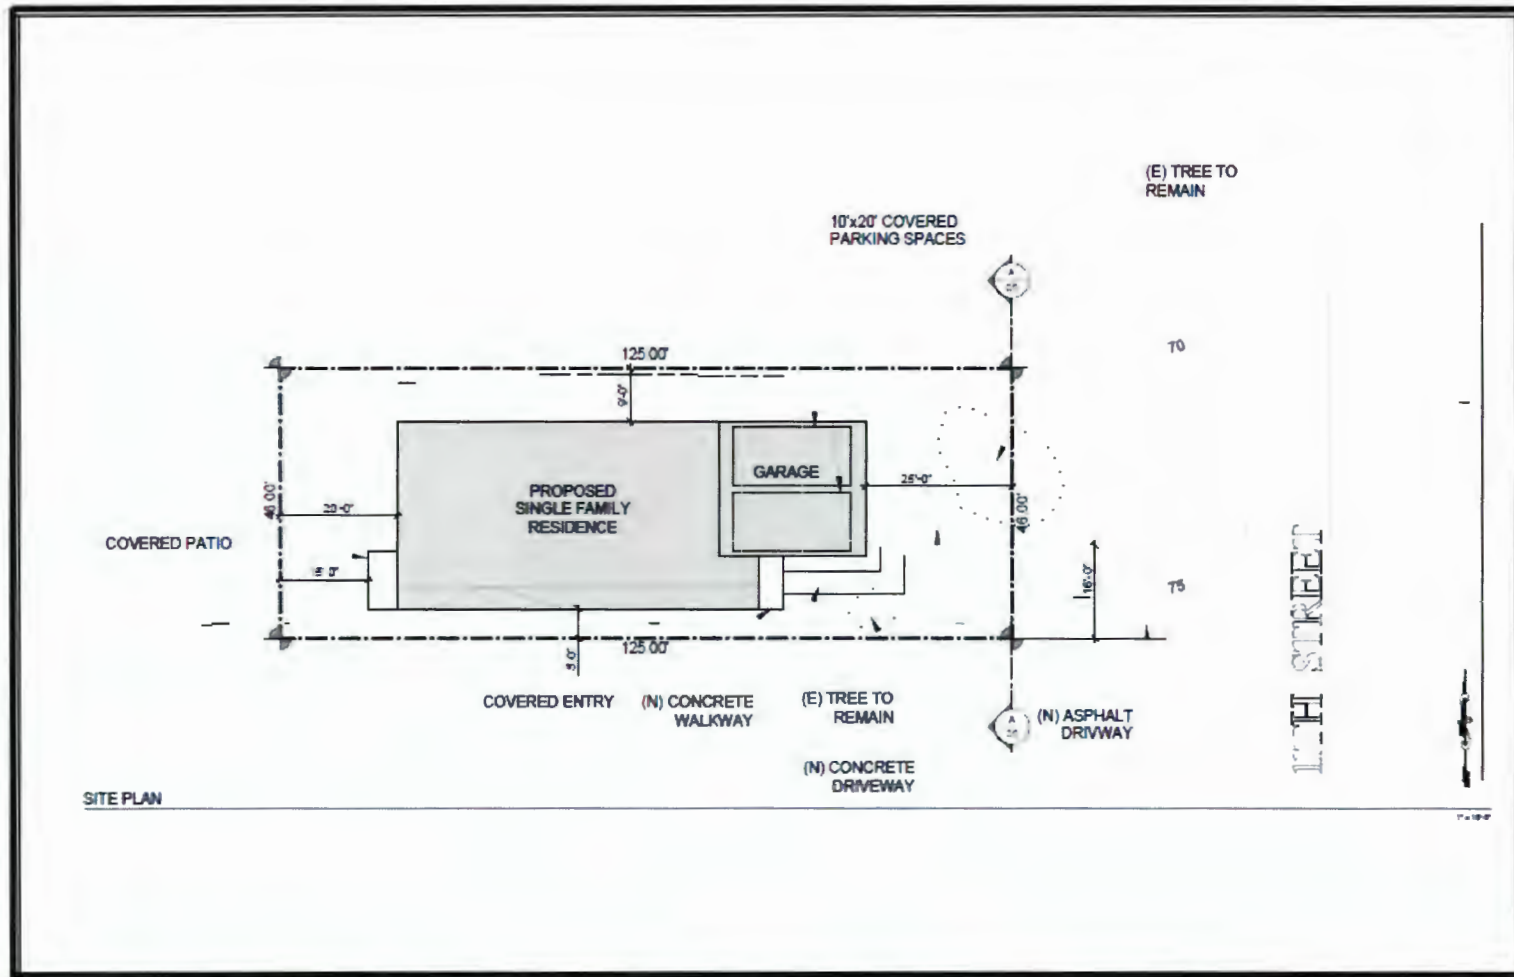 (E) TREE TO
REMAIN
10'x20' COVERED
PARKING SPACES
A
70
125.00'
9'-0"
GARAGE
PROPOSED
SINGLE FAMILY
RESIDENCE
25'-0"
46.00'
20'-0"
46.00'
COVERED PATIO
16'-0"
75
STREET
125.00'
COVERED ENTRY
(N) CONCRETE
WALKWAY
(E) TREE TO
REMAIN
A
(N) ASPHALT
DRIVWAY
(N) CONCRETE
DRIVEWAY
SITE PLAN